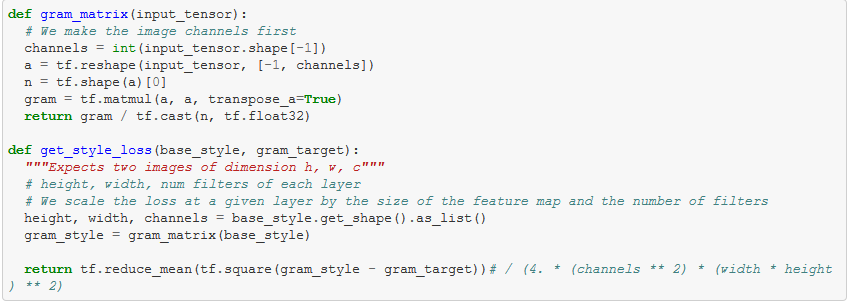 def gram_matrix(input_tensor):
  # We make the image channels first
  channels = int(input_tensor.shape[-1])
  a = tf.reshape(input_tensor, [-1, channels])
  n = tf.shape(a)[0]
  gram = tf.matmul(a, a, transpose_a=True)
  return gram / tf.cast(n, tf.float32)

def get_style_loss(base_style, gram_target):
  """Expects two images of dimension h, w, c"""
  # height, width, num filters of each layer
  # We scale the loss at a given layer by the size of the feature map and the number of filters
  height, width, channels = base_style.get_shape().as_list()
  gram_style = gram_matrix(base_style)

  return tf.reduce_mean(tf.square(gram_style - gram_target))# / (4. * (channels ** 2) * (width * height
) ** 2)